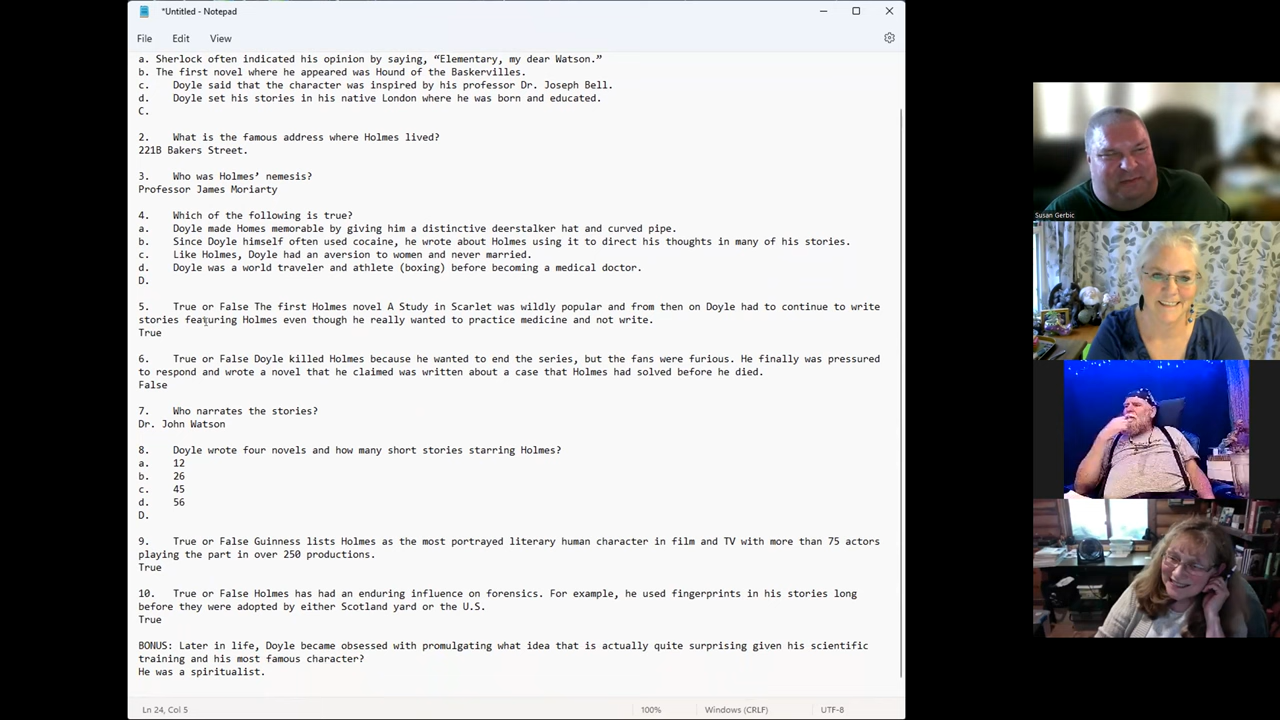 *Untitled - Notepad
File Edit View
a. Sherlock often indicated his opinion by saying, “Elementary, my dear Watson.”
b. The first novel where he appeared was Hound of the Baskervilles.
c. Doyle said that the character was inspired by his professor Dr. Joseph Bell.
d. Doyle set his stories in his native London where he was born and educated.
C.
2. What is the famous address where Holmes lived?
221B Bakers Street.
3. Who was Holmes’ nemesis?
Professor James Moriarty
4. Which of the following is true?
a. Doyle made Homes memorable by giving him a distinctive deerstalker hat and curved pipe.
b. Since Doyle himself often used cocaine, he wrote about Holmes using it to direct his thoughts in many of his stories.
c. Like Holmes, Doyle had an aversion to women and never married.
d. Doyle was a world traveler and athlete (boxing) before becoming a medical doctor.
D.
5. True or False The first Holmes novel A Study in Scarlet was wildly popular and from then on Doyle had to continue to write
stories featuring Holmes even though he really wanted to practice medicine and not write.
True
6. True or False Doyle killed Holmes because he wanted to end the series, but the fans were furious. He finally was pressured
to respond and wrote a novel that he claimed was written about a case that Holmes had solved before he died.
False
7. Who narrates the stories?
Dr. John Watson
8. Doyle wrote four novels and how many short stories starring Holmes?
a. 12
b. 26
c. 45
d. 56
D.
9. True or False Guinness lists Holmes as the most portrayed literary human character in film and TV with more than 75 actors
playing the part in over 250 productions.
True
10. True or False Holmes has had an enduring influence on forensics. For example, he used fingerprints in his stories long
before they were adopted by either Scotland yard or the U.S.
True
BONUS: Later in life, Doyle became obsessed with promulgating what idea that is actually quite surprising given his scientific
training and his most famous character?
He was a spiritualist.
Ln 24, Col 5 100% Windows (CRLF) UTF-8
Susan Gerbic